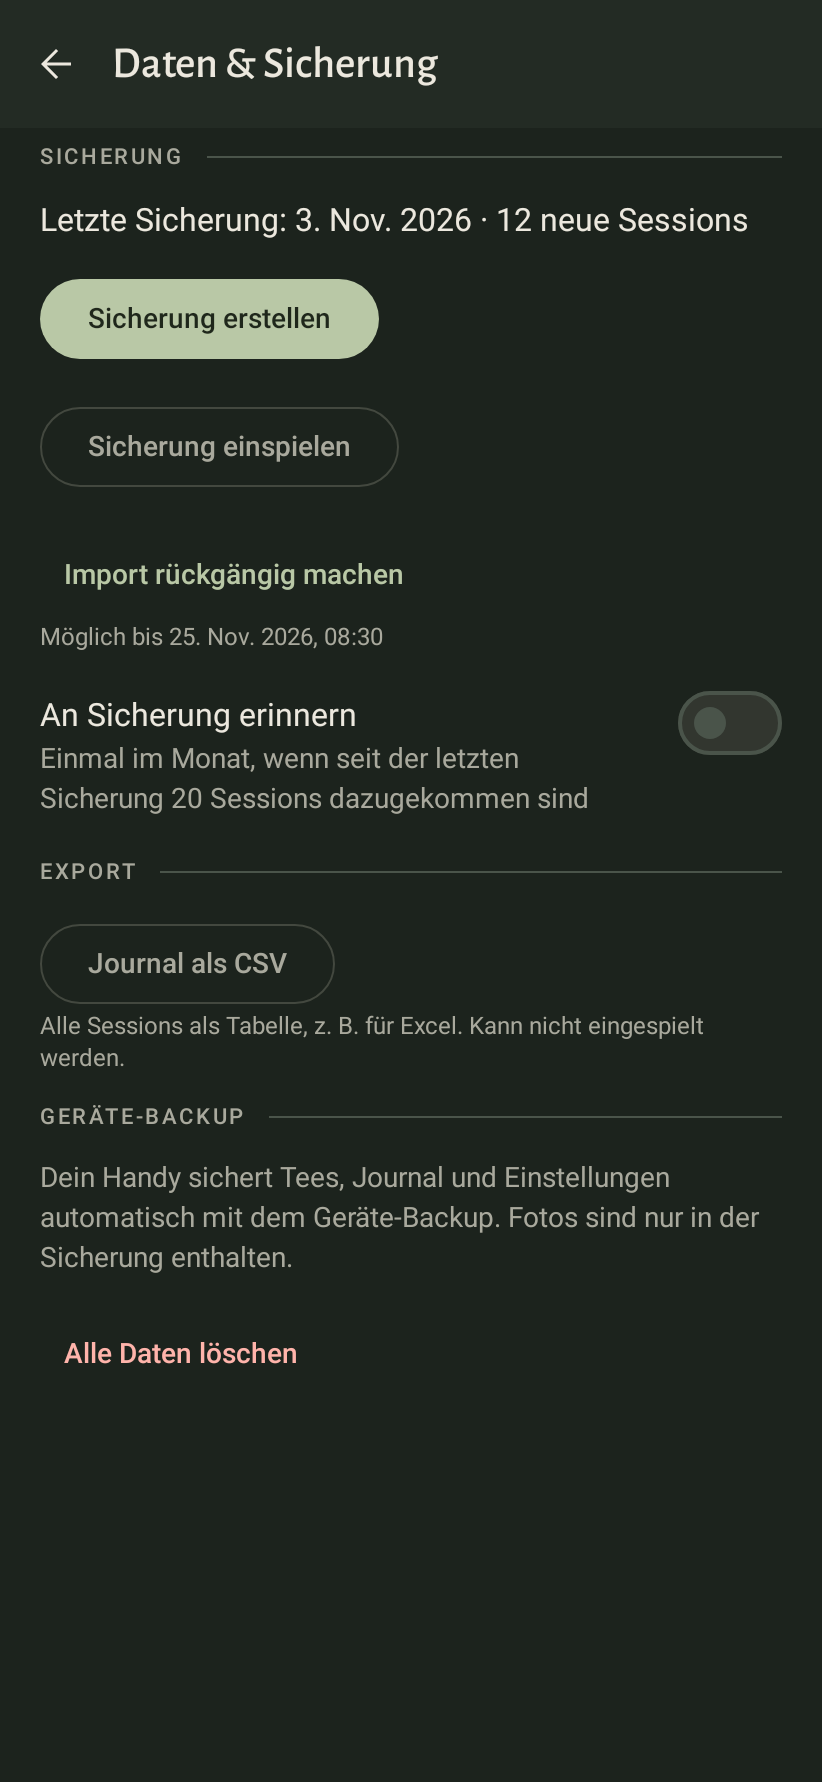 Daten & Sicherung
SICHERUNG
Letzte Sicherung: 3. Nov. 2026 · 12 neue Sessions
Sicherung erstellen
Sicherung einspielen
Import rückgängig machen
Möglich bis 25. Nov. 2026, 08:30
An Sicherung erinnern
Einmal im Monat, wenn seit der letzten
Sicherung 20 Sessions dazugekommen sind
EXPORT
Journal als CSV
Alle Sessions als Tabelle, z. B. für Excel. Kann nicht eingespielt
werden.
GERÄTE-BACKUP
Dein Handy sichert Tees, Journal und Einstellungen
automatisch mit dem Geräte-Backup. Fotos sind nur in der
Sicherung enthalten.
Alle Daten löschen